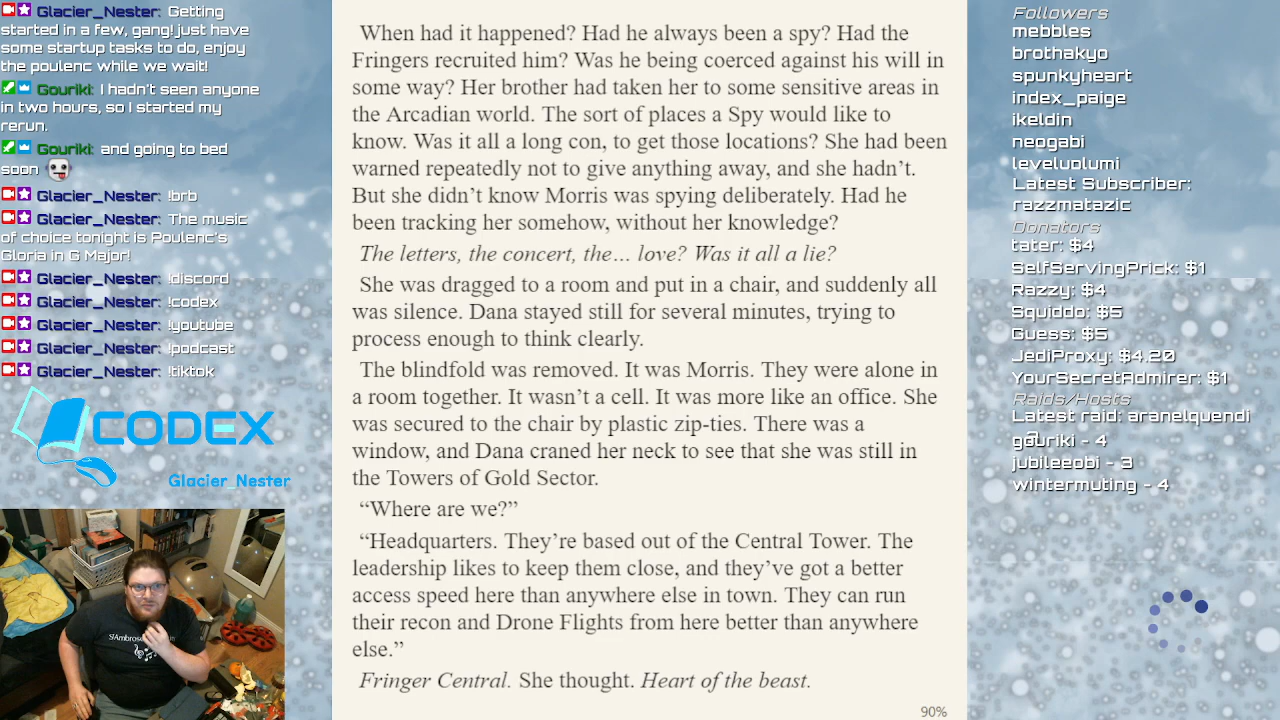 Glacier_Nester: Getting
started in a few, gang! just have
some startup tasks to do, enjoy
the poulenc while we wait!
Gouriki: I hadn't seen anyone
in two hours, so I started my
rerun.
Gouriki: and going to bed
soon
Glacier_Nester: !brb
Glacier_Nester: The music
of choice tonight is Poulenc's
Gloria in G Major!
Glacier_Nester: !discord
Glacier_Nester: !codex
Glacier_Nester: !youtube
Glacier_Nester: !podcast
Glacier_Nester: !tiktok
CODEX
Glacier_Nester
When had it happened? Had he always been a spy? Had the
Fringers recruited him? Was he being coerced against his will in
some way? Her brother had taken her to some sensitive areas in
the Arcadian world. The sort of places a Spy would like to
know. Was it all a long con, to get those locations? She had been
warned repeatedly not to give anything away, and she hadn’t.
But she didn’t know Morris was spying deliberately. Had he
been tracking her somehow, without her knowledge?
The letters, the concert, the… love? Was it all a lie?
She was dragged to a room and put in a chair, and suddenly all
was silence. Dana stayed still for several minutes, trying to
process enough to think clearly.
The blindfold was removed. It was Morris. They were alone in
a room together. It wasn’t a cell. It was more like an office. She
was secured to the chair by plastic zip-ties. There was a
window, and Dana craned her neck to see that she was still in
the Towers of Gold Sector.
“Where are we?”
“Headquarters. They’re based out of the Central Tower. The
leadership likes to keep them close, and they’ve got a better
access speed here than anywhere else in town. They can run
their recon and Drone Flights from here better than anywhere
else.”
Fringer Central. She thought. Heart of the beast.
90%
Followers
mebbles
brothakyo
spunkyheart
index_paige
ikeldin
neogabi
leveluolumi
Latest Subscriber:
razzmatazic
Donators
tater: $4
SelfServingPrick: $1
Razzy: $4
Squiddo: $5
Guess: $5
JediProxy: $4.20
YourSecretAdmirer: $1
Raids/Hosts
Latest raid: aranelquendi
gouriki - 4
jubileeobi - 3
wintermuting - 4